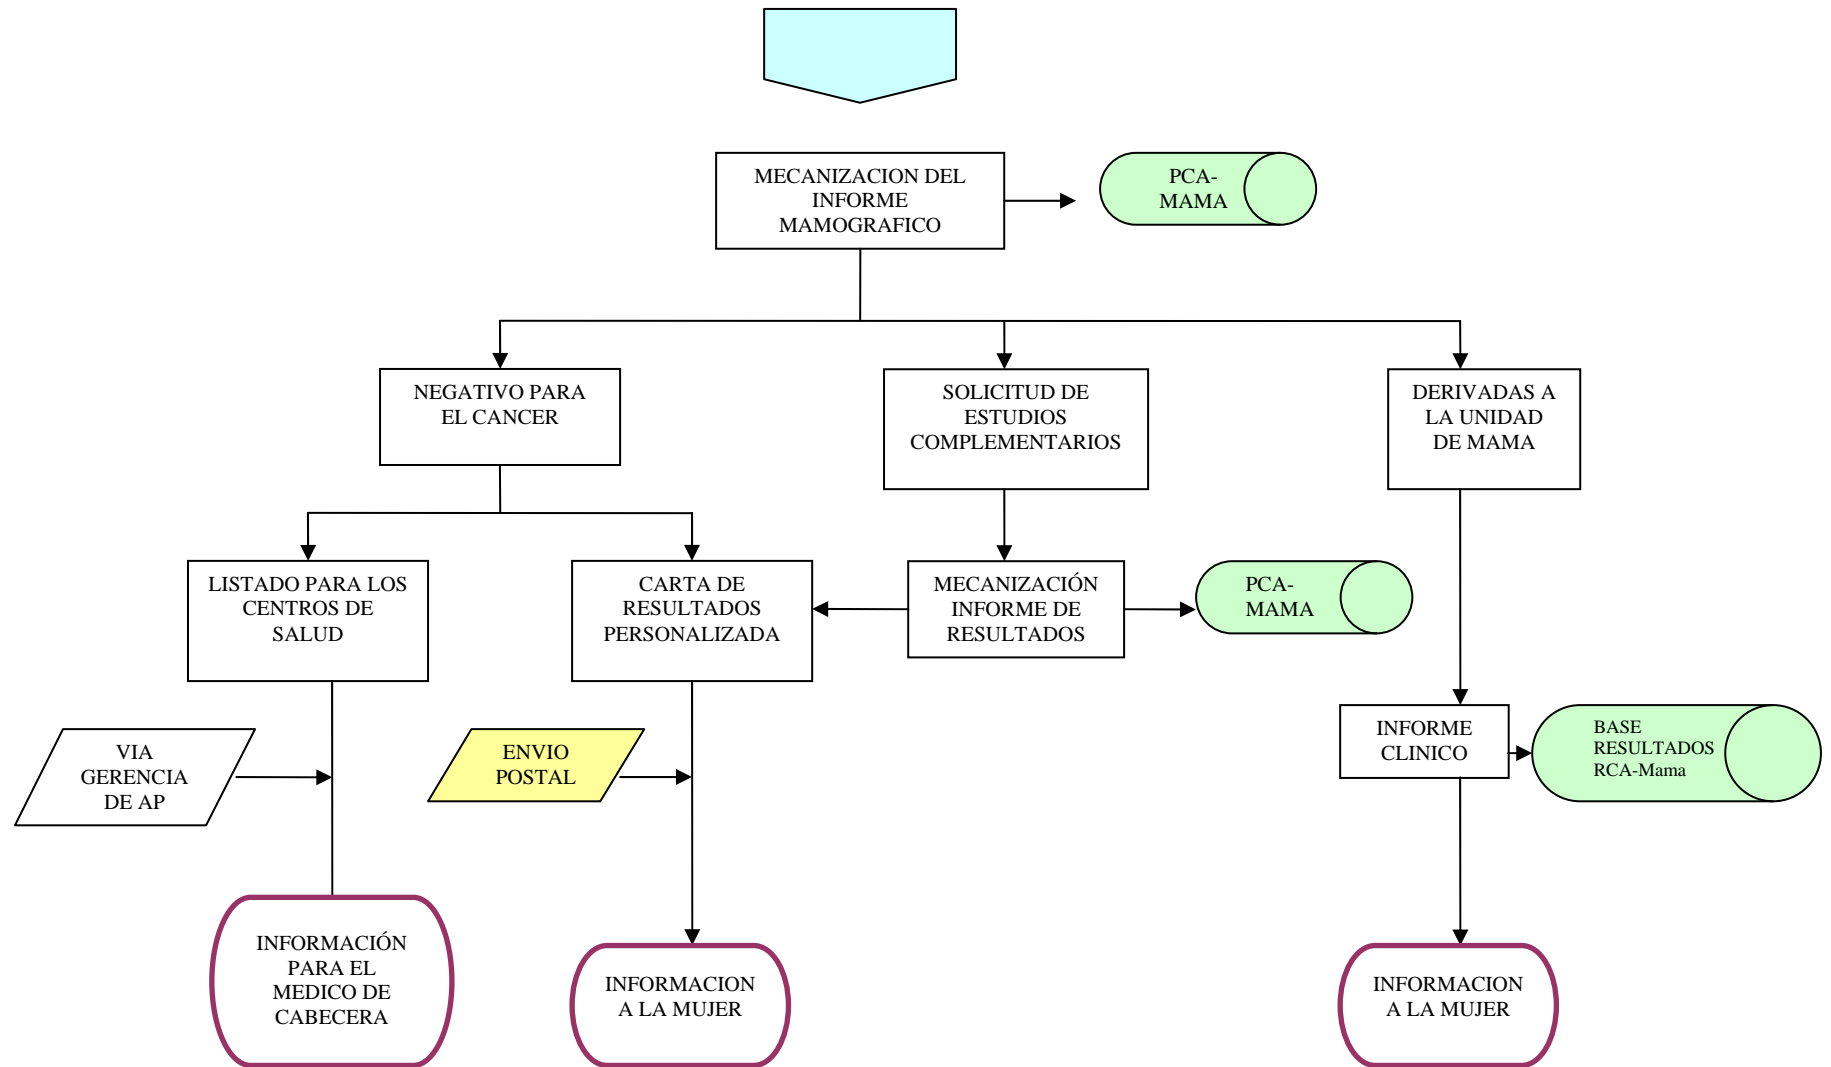 MECANIZACION DEL
INFORME
MAMOGRAFICO
PCA-
MAMA
NEGATIVO PARA
EL CANCER
SOLICITUD DE
ESTUDIOS
COMPLEMENTARIOS
DERIVADAS A
LA UNIDAD
DE MAMA
LISTADO PARA LOS
CENTROS DE
SALUD
CARTA DE
RESULTADOS
PERSONALIZADA
MECANIZACIÓN
INFORME DE
RESULTADOS
PCA-
MAMA
VIA
GERENCIA
DE AP
ENVIO
POSTAL
INFORME
CLINICO
BASE
RESULTADOS
RCA-Mama
INFORMACIÓN
PARA EL
MEDICO DE
CABECERA
INFORMACION
A LA MUJER
INFORMACION
A LA MUJER